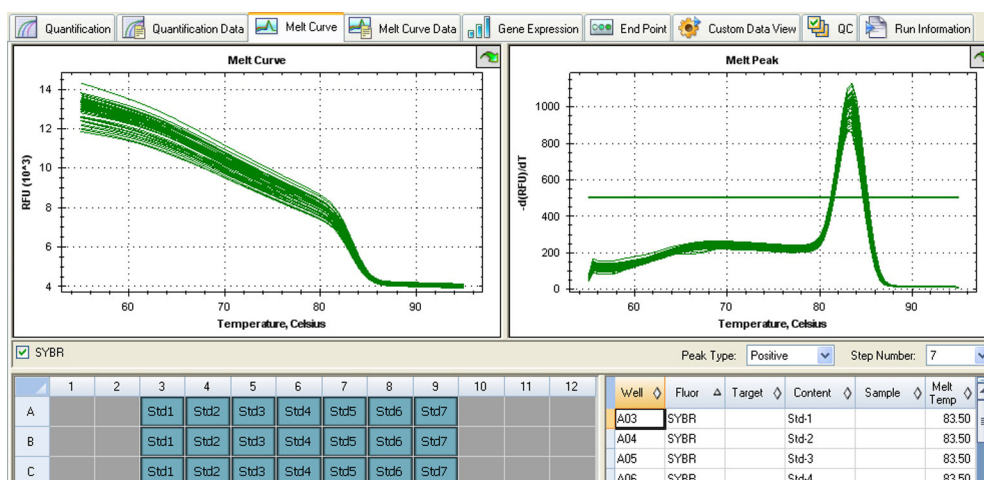 Quantification Quantification Data Melt Curve Melt Curve Data Gene Expression End Point Custom Data View QC Run Information
Melt Curve
14
12
10
8
6
4
RFU (10^3)
60 70 80 90
Temperature, Celsius
Melt Peak
1000
800
600
400
200
0
-d(RFU)/dT
60 70 80 90
Temperature, Celsius
SYBR Peak Type: Positive Step Number: 7
1 2 3 4 5 6 7 8 9 10 11 12
A Std1 Std2 Std3 Std4 Std5 Std6 Std7
B Std1 Std2 Std3 Std4 Std5 Std6 Std7
C Std1 Std2 Std3 Std4 Std5 Std6 Std7
Well Fluor Target Content Sample Melt Temp
A03 SYBR Std-1 83.50
A04 SYBR Std-2 83.50
A05 SYBR Std-3 83.50
A06 SYBR Std-4 83.50